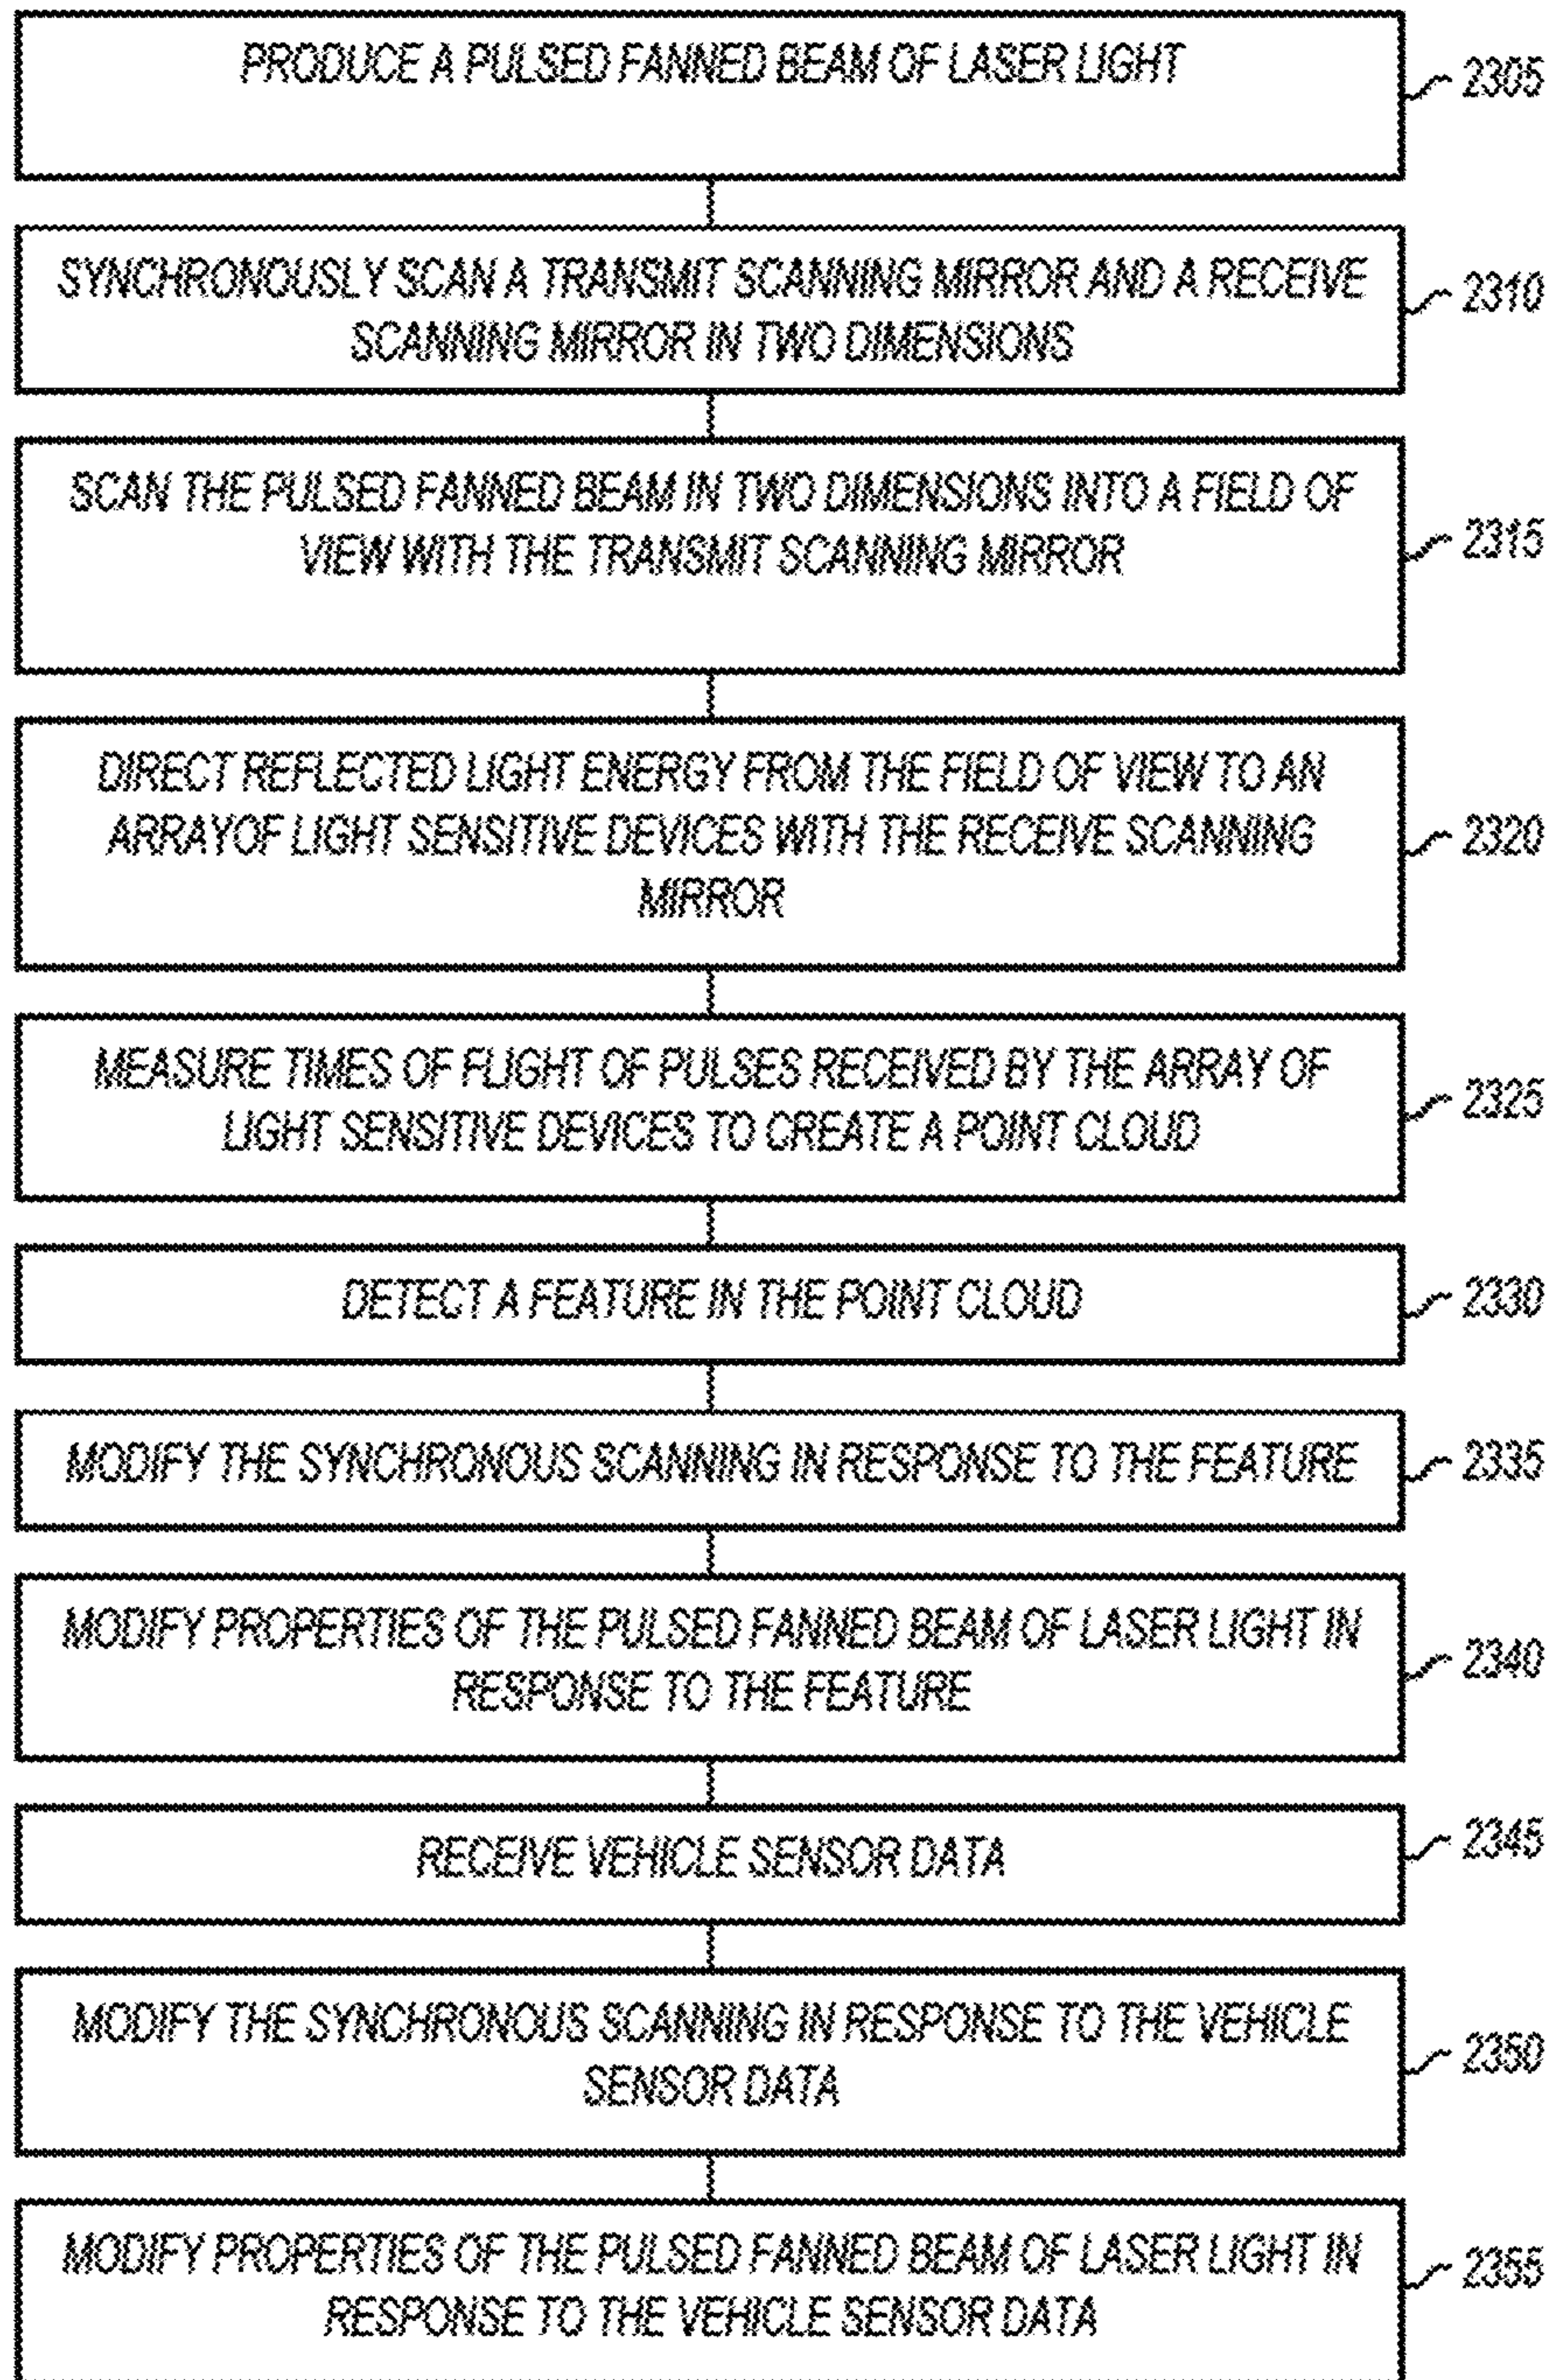 PRODUCE A PULSED FANNED BEAM OF LASER LIGHT
2305
SYNCHRONOUSLY SCAN A TRANSMIT SCANNING MIRROR AND A RECEIVE
SCANNING MIRROR IN TWO DIMENSIONS
2310
SCAN THE PULSED FANNED BEAM IN TWO DIMENSIONS INTO A FIELD OF
VIEW WITH THE TRANSMIT SCANNING MIRROR
2315
DIRECT REFLECTED LIGHT ENERGY FROM THE FIELD OF VIEW TO AN
ARRAYOF LIGHT SENSITIVE DEVICES WITH THE RECEIVE SCANNING
MIRROR
2320
MEASURE TIMES OF FLIGHT OF PULSES RECEIVED BY THE ARRAY OF
LIGHT SENSITIVE DEVICES TO CREATE A POINT CLOUD
2325
DETECT A FEATURE IN THE POINT CLOUD
2330
MODIFY THE SYNCHRONOUS SCANNING IN RESPONSE TO THE FEATURE
2335
MODIFY PROPERTIES OF THE PULSED FANNED BEAM OF LASER LIGHT IN
RESPONSE TO THE FEATURE
2340
RECEIVE VEHICLE SENSOR DATA
2345
MODIFY THE SYNCHRONOUS SCANNING IN RESPONSE TO THE VEHICLE
SENSOR DATA
2350
MODIFY PROPERTIES OF THE PULSED FANNED BEAM OF LASER LIGHT IN
RESPONSE TO THE VEHICLE SENSOR DATA
2355